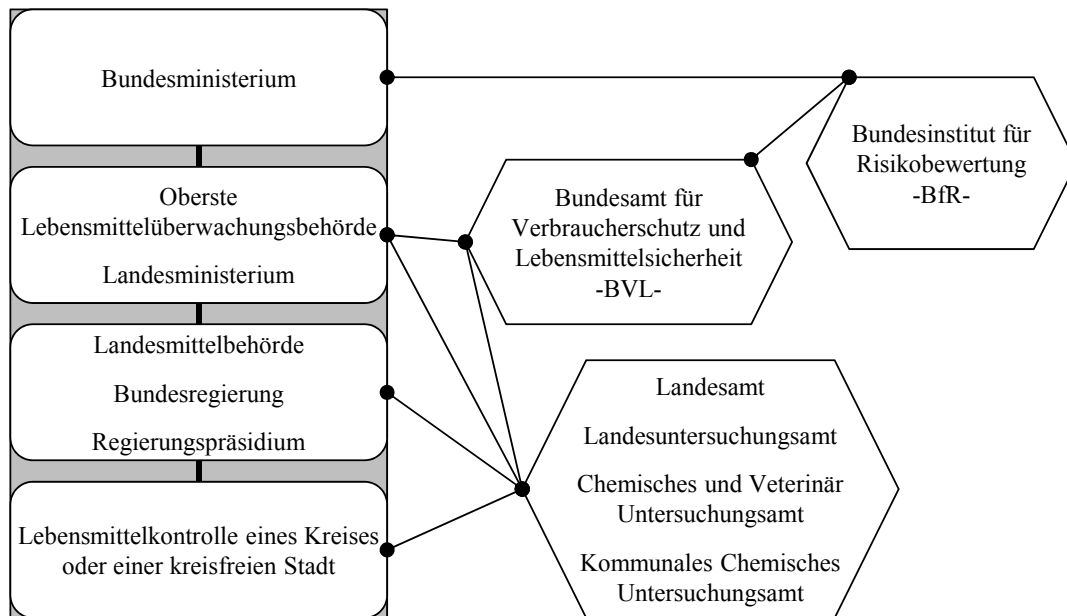 Bundesministerium
Oberste
Lebensmittelüberwachungsbehörde
Landesministerium
Landesmittelbehörde
Bundesregierung
Regierungspräsidium
Lebensmittelkontrolle eines Kreises
oder einer kreisfreien Stadt
Bundesinstitut für
Risikobewertung
-BfR-
Bundesamt für
Verbraucherschutz und
Lebensmittelsicherheit
-BVL-
Landesamt
Landesuntersuchungsamt
Chemisches und Veterinär
Untersuchungsamt
Kommunales Chemisches
Untersuchungsamt